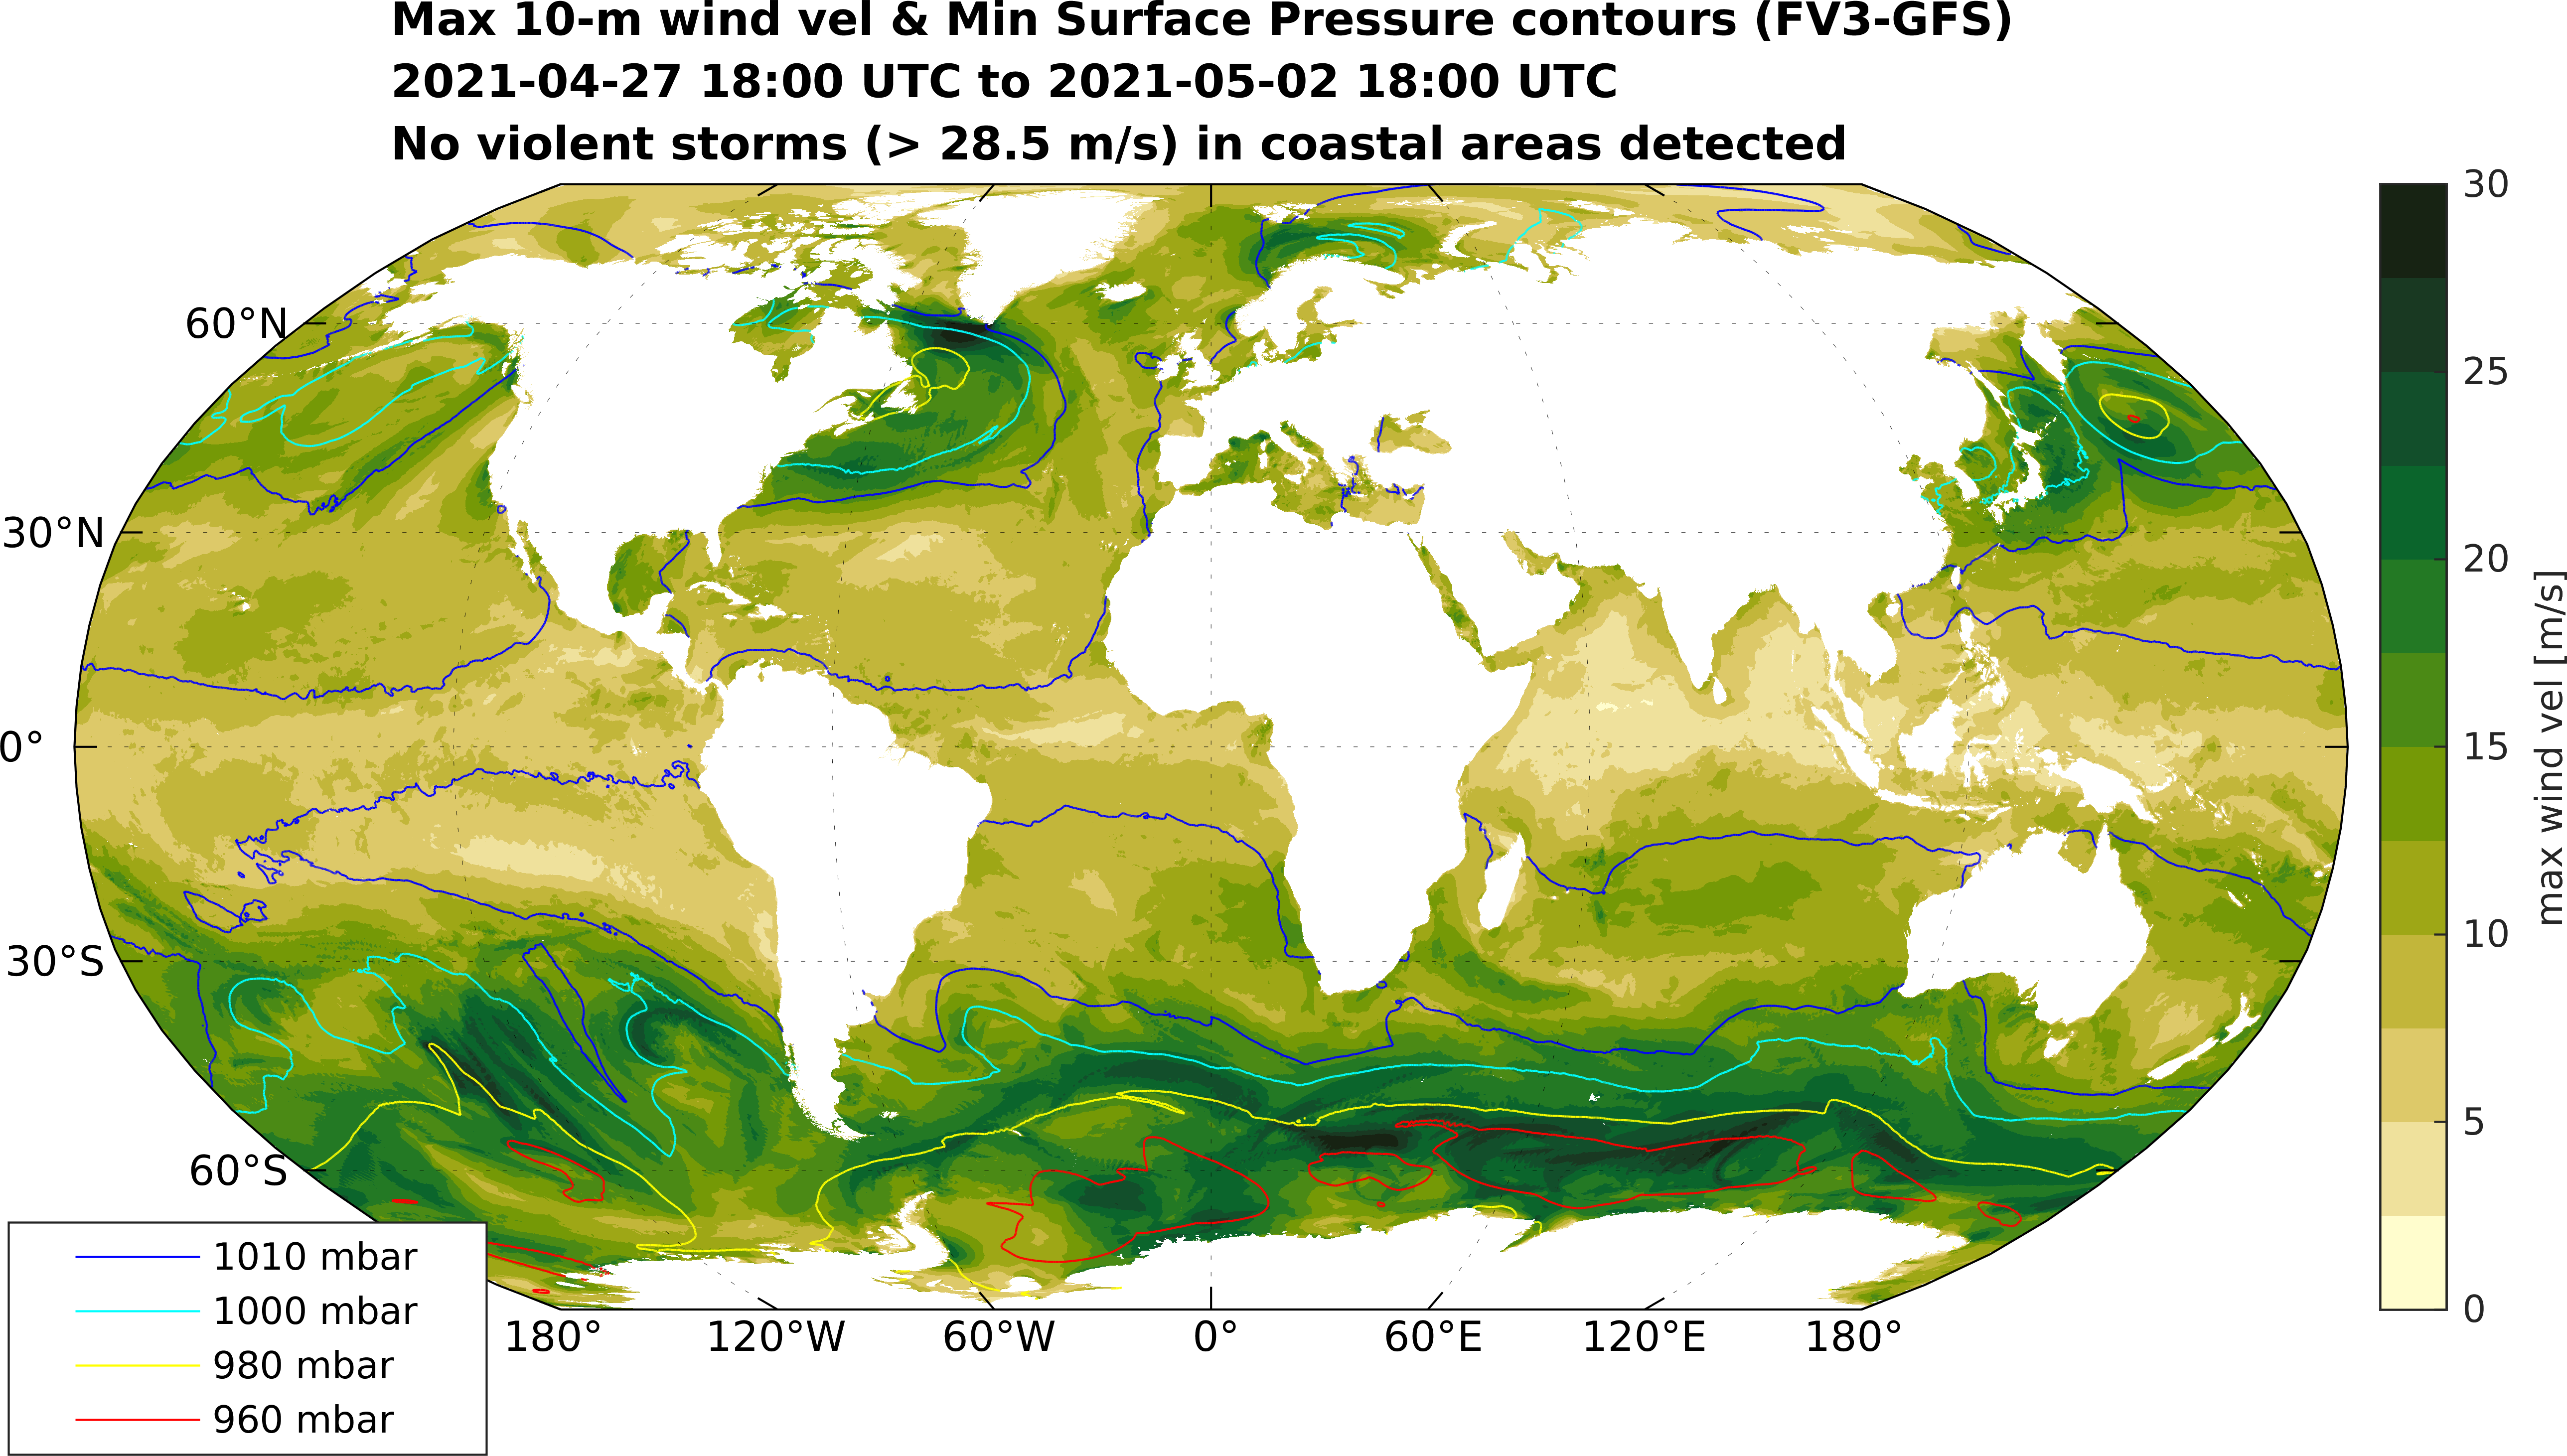 Max 10-m wind vel & Min Surface Pressure contours (FV3-GFS)
2021-04-27 18:00 UTC to 2021-05-02 18:00 UTC
No violent storms (> 28.5 m/s) in coastal areas detected
60°N
30°N
0°
30°S
60°S
180°
120°W
60°W
0°
60°E
120°E
180°
1010 mbar
1000 mbar
980 mbar
960 mbar
30
25
20
15
10
5
0
max wind vel [m/s]